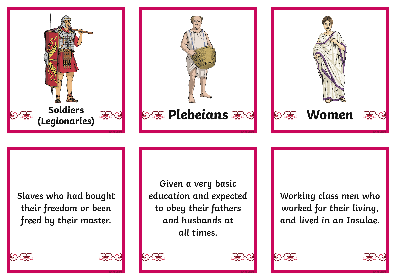 Soldiers
(Legionaries)
Plebeians
Women
Slaves who had bought
their freedom or been
freed by their master.
Given a very basic
education and expected
to obey their fathers
and husbands at
all times.
Working class men who
worked for their living,
and lived in an Insulae.